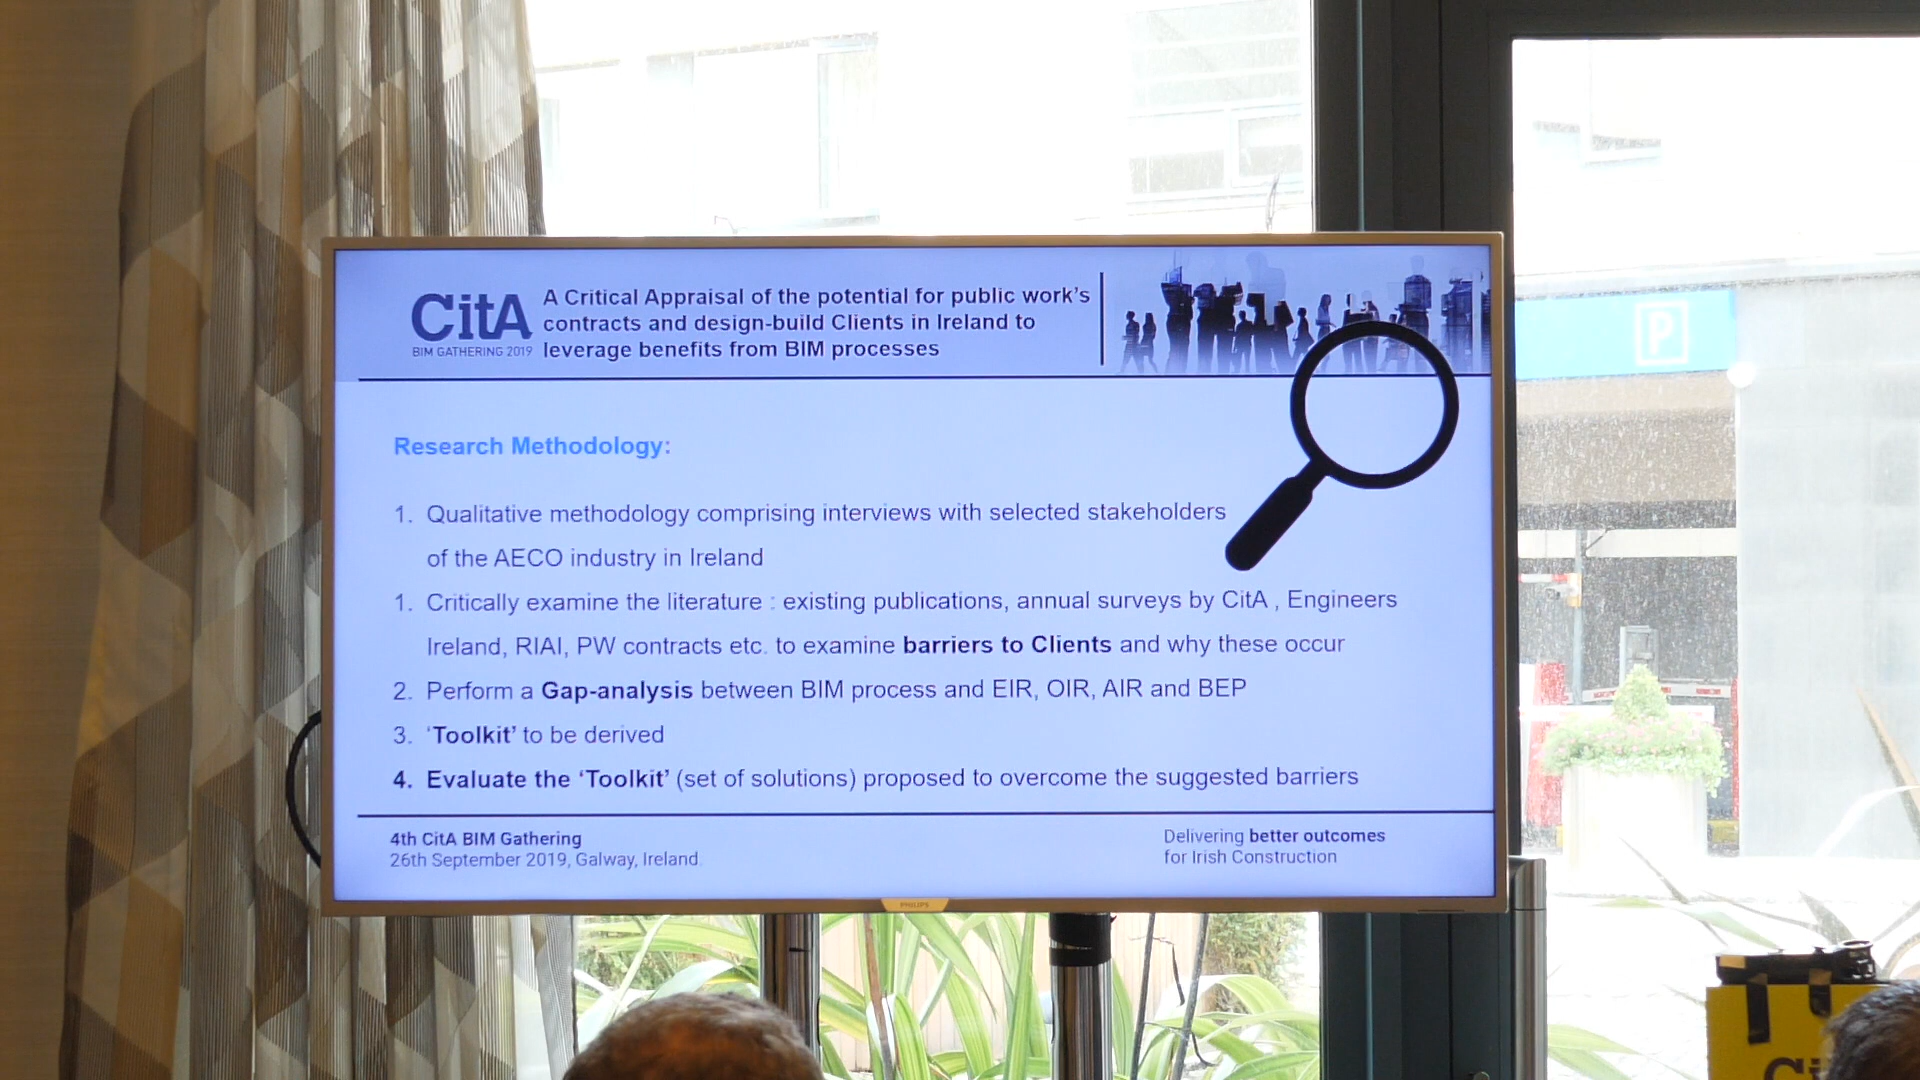 CitA
BIM GATHERING 2019
A Critical Appraisal of the potential for public work's
contracts and design-build Clients in Ireland to
leverage benefits from BIM processes
P
Research Methodology:
1. Qualitative methodology comprising interviews with selected stakeholders
of the AECO industry in Ireland
1. Critically examine the literature : existing publications, annual surveys by CitA , Engineers
Ireland, RIAI, PW contracts etc. to examine barriers to Clients and why these occur
2. Perform a Gap-analysis between BIM process and EIR, OIR, AIR and BEP
3. ‘Toolkit’ to be derived
4. Evaluate the ‘Toolkit’ (set of solutions) proposed to overcome the suggested barriers
4th CitA BIM Gathering
26th September 2019, Galway, Ireland.
Delivering better outcomes
for Irish Construction
PHILIPS
Ci